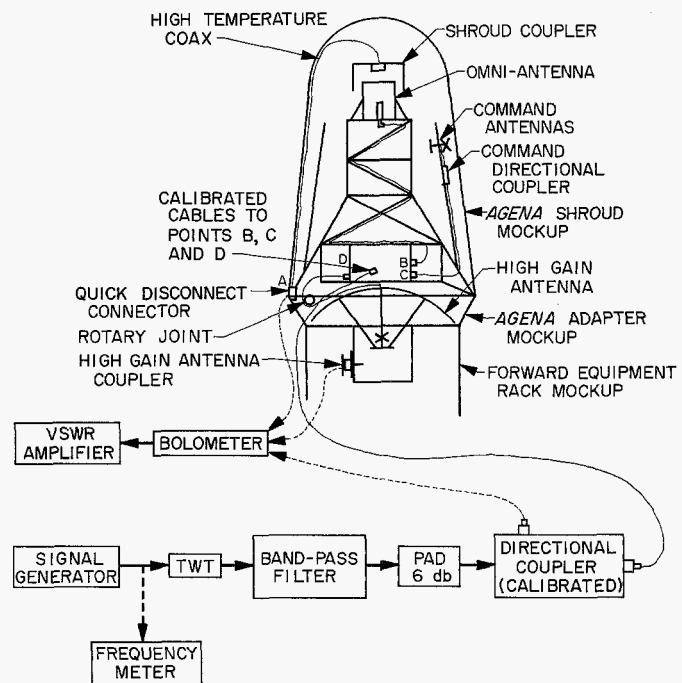 HIGH TEMPERATURE
COAX
SHROUD COUPLER
OMNI-ANTENNA
COMMAND
ANTENNAS
COMMAND
DIRECTIONAL
COUPLER
CALIBRATED
CABLES TO
POINTS B, C
AND D
AGENA SHROUD
MOCKUP
D
B
C
A
HIGH GAIN
ANTENNA
QUICK DISCONNECT
CONNECTOR
AGENA ADAPTER
MOCKUP
ROTARY JOINT
HIGH GAIN ANTENNA
COUPLER
FORWARD EQUIPMENT
RACK MOCKUP
VSWR
AMPLIFIER
BOLOMETER
SIGNAL
GENERATOR
TWT
BAND-PASS
FILTER
PAD
6 db
DIRECTIONAL
COUPLER
(CALIBRATED)
FREQUENCY
METER